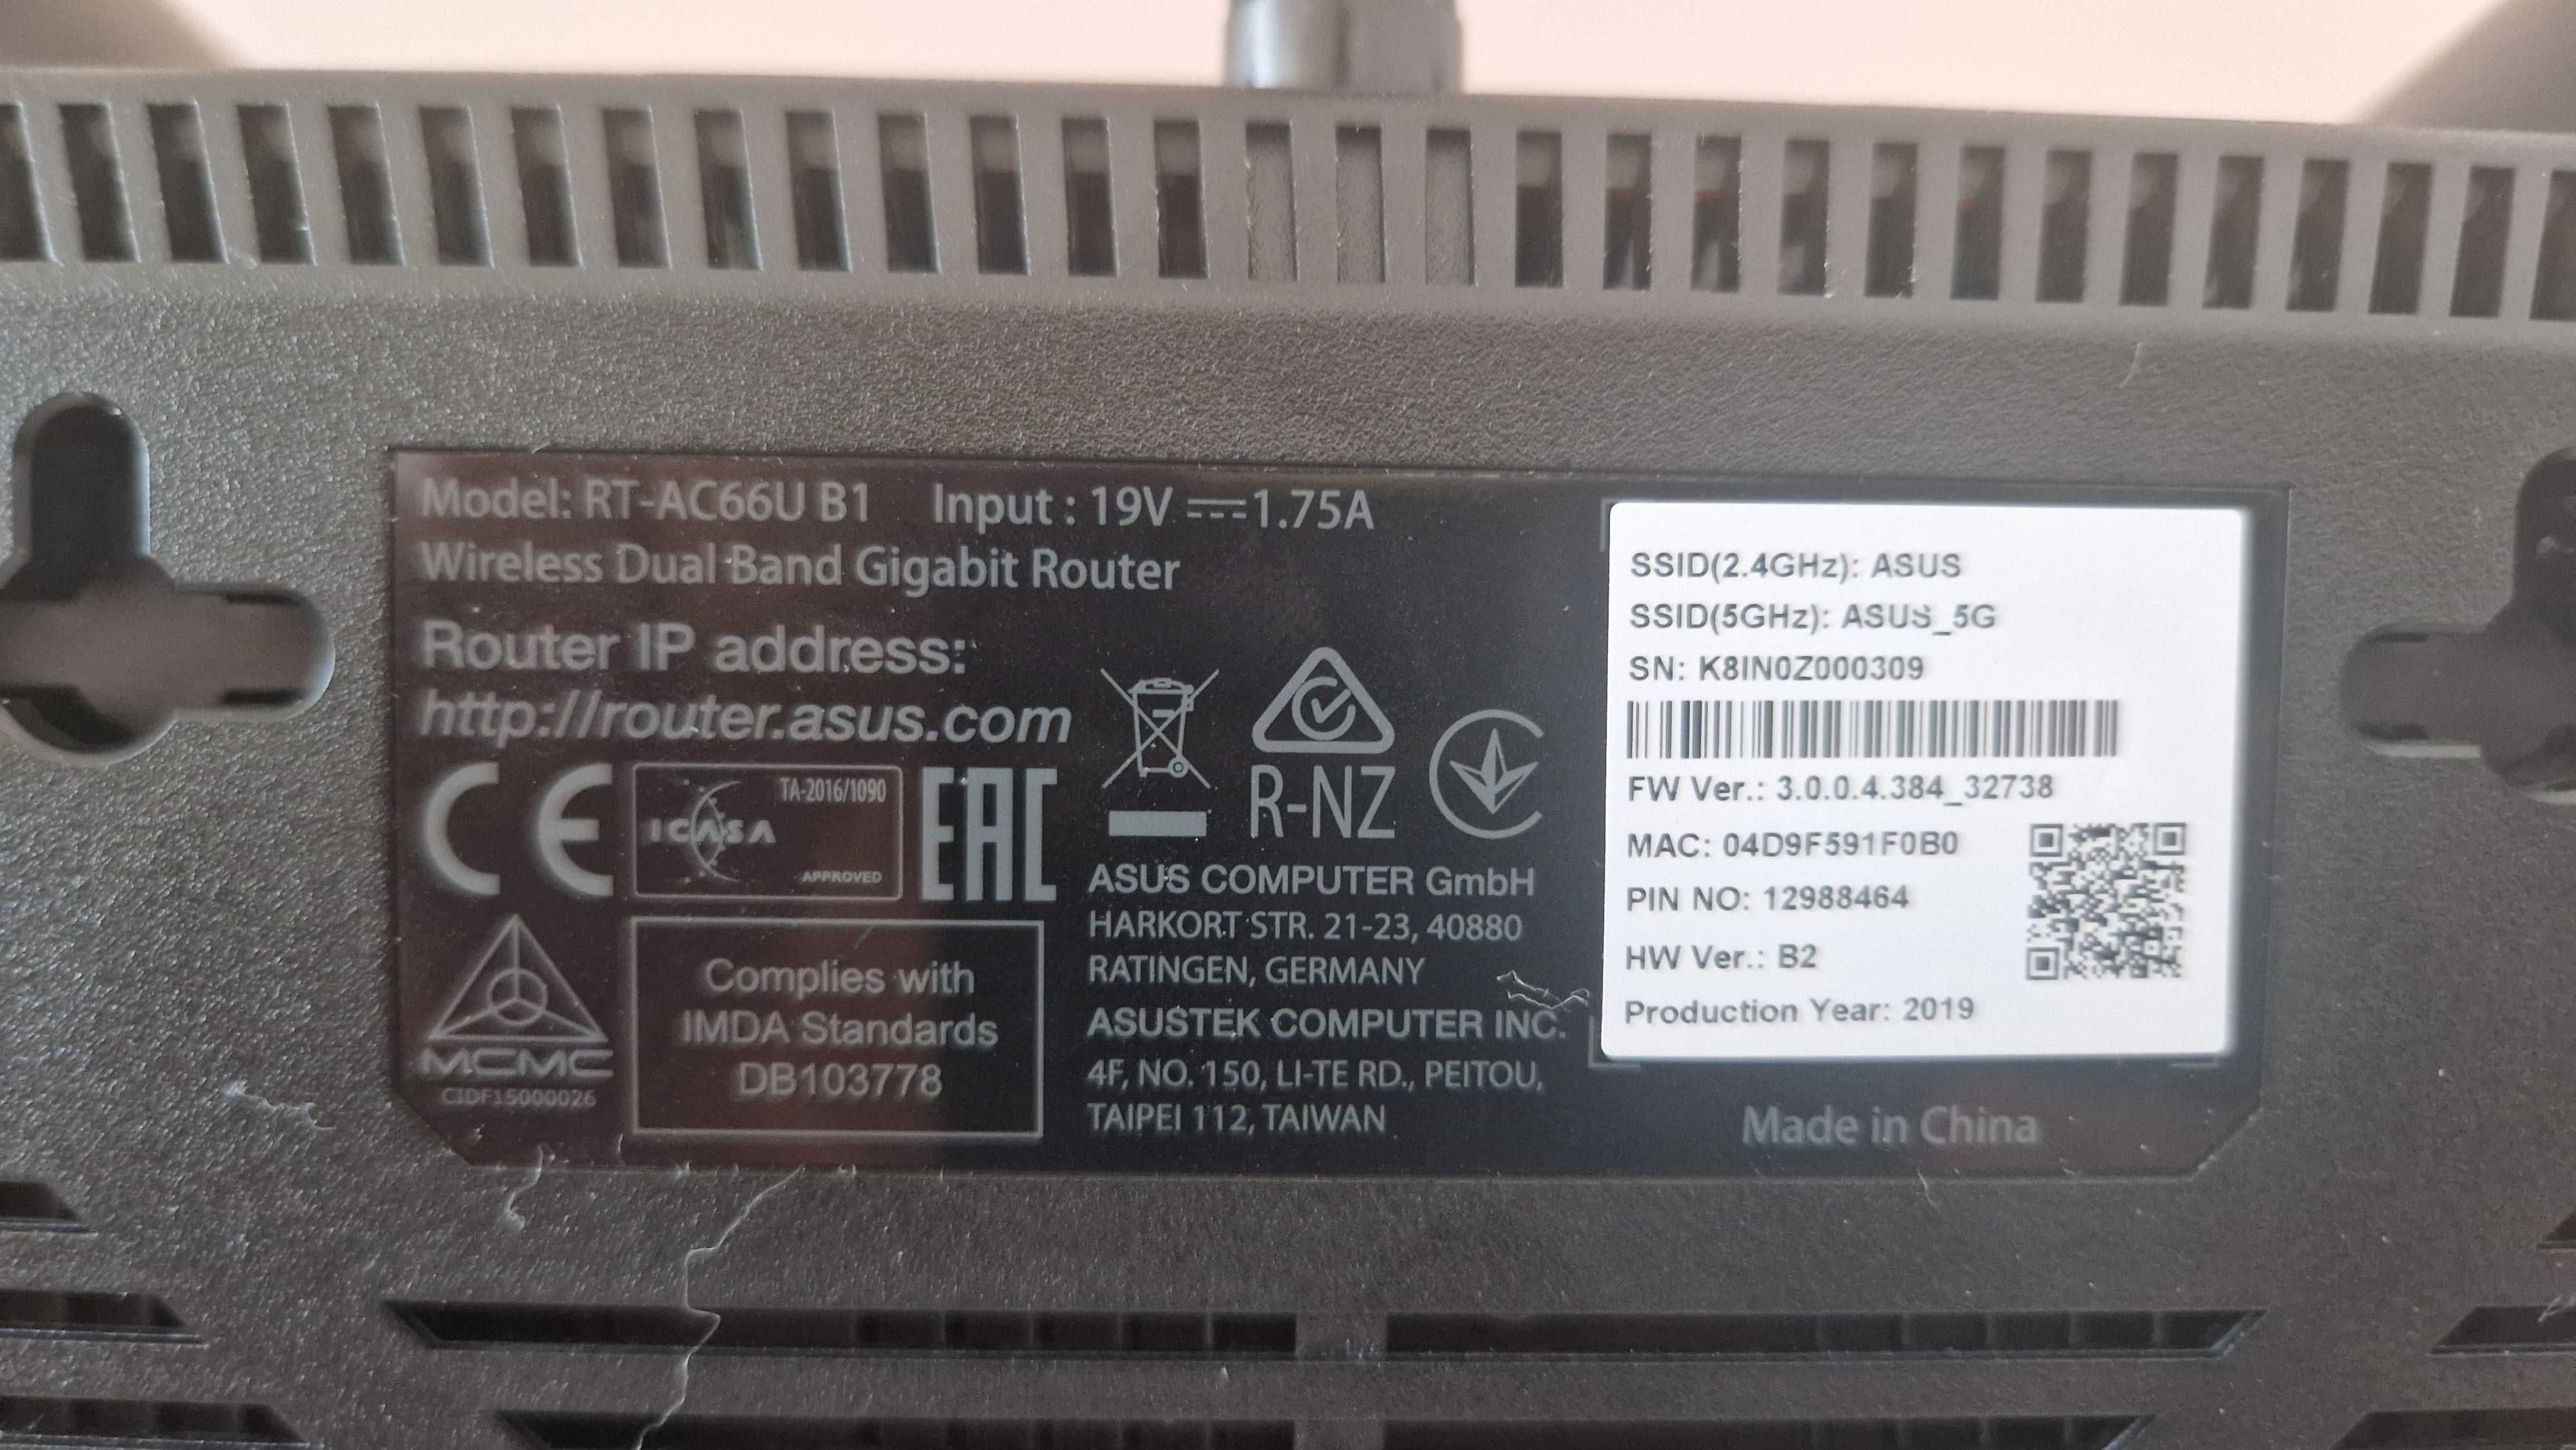 Model: RT-AC66U B1 Input : 19V ⎓1.75A
Wireless Dual Band Gigabit Router
Router IP address:
http://router.asus.com
CE
TA-2016/1090
ICASA
APPROVED
EAC
R-NZ
MCMC
CIDF15000026
Complies with
IMDA Standards
DB103778
ASUS COMPUTER GmbH
HARKORT STR. 21-23, 40880
RATINGEN, GERMANY
ASUSTEK COMPUTER INC.
4F, NO. 150, LI-TE RD., PEITOU,
TAIPEI 112, TAIWAN
SSID(2.4GHz): ASUS
SSID(5GHz): ASUS_5G
SN: K8IN0Z000309
FW Ver.: 3.0.0.4.384_32738
MAC: 04D9F591F0B0
PIN NO: 12988464
HW Ver.: B2
Production Year: 2019
Made in China